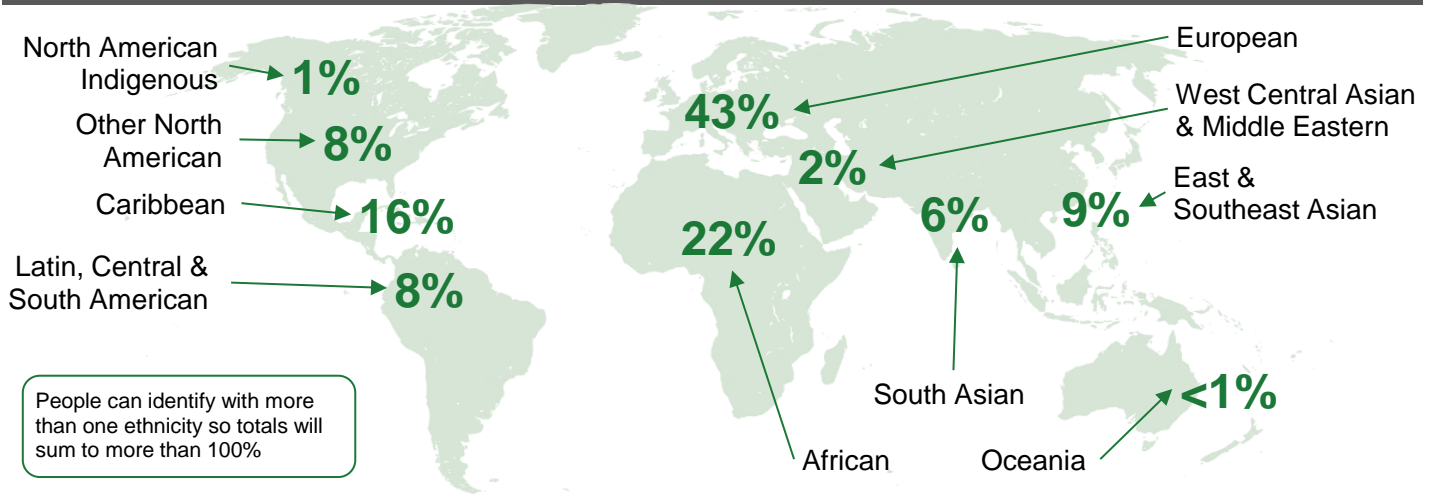 North American
Indigenous
1%
Other North
American
8%
Caribbean
16%
Latin, Central &
South American
8%
European
43%
West Central Asian
& Middle Eastern
2%
East &
Southeast Asian
9%
6%
South Asian
22%
African
Oceania
<1%
People can identify with more
than one ethnicity so totals will
sum to more than 100%